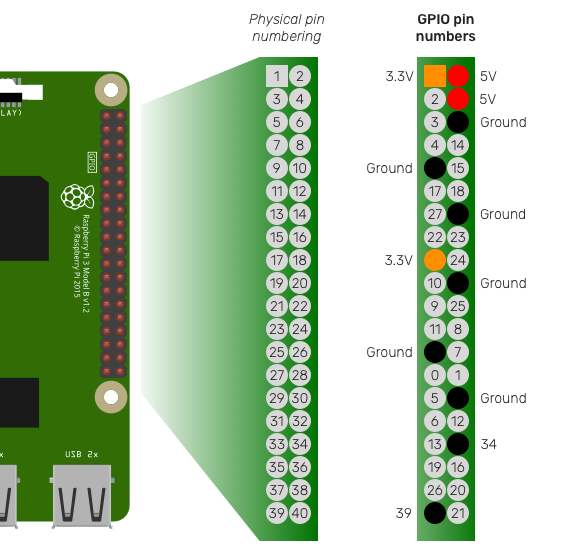 Physical pin
numbering
GPIO pin
numbers
LAY)
GPIO
Raspberry Pi 3 Model B v1.2
© Raspberry Pi 2015
x
USB 2x
1 2
3 4
5 6
7 8
9 10
11 12
13 14
15 16
17 18
19 20
21 22
23 24
25 26
27 28
29 30
31 32
33 34
35 36
37 38
39 40
3.3V 5V
2 5V
3 Ground
4 14
Ground 15
17 18
27 Ground
22 23
3.3V 24
10 Ground
9 25
11 8
Ground 7
0 1
5 Ground
6 12
13 34
19 16
26 20
39 21